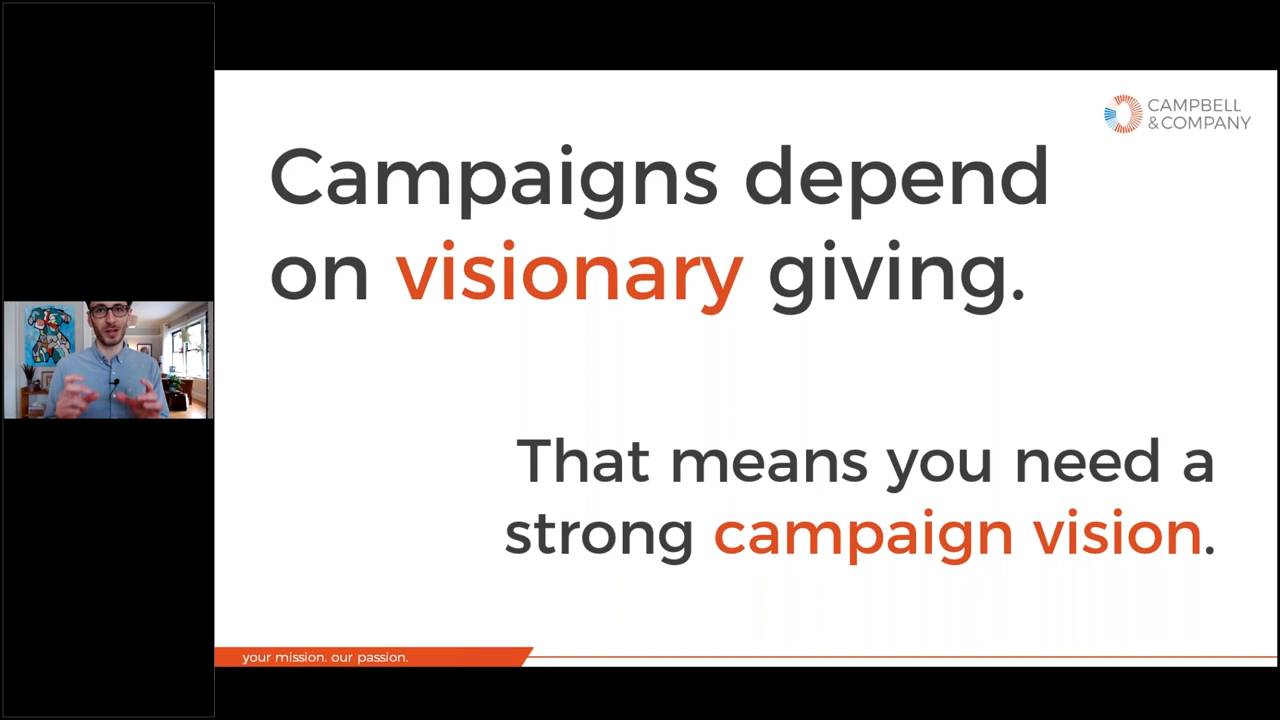 CAMPBELL
&COMPANY
Campaigns depend
on visionary giving.
That means you need a
strong campaign vision.
your mission. our passion.